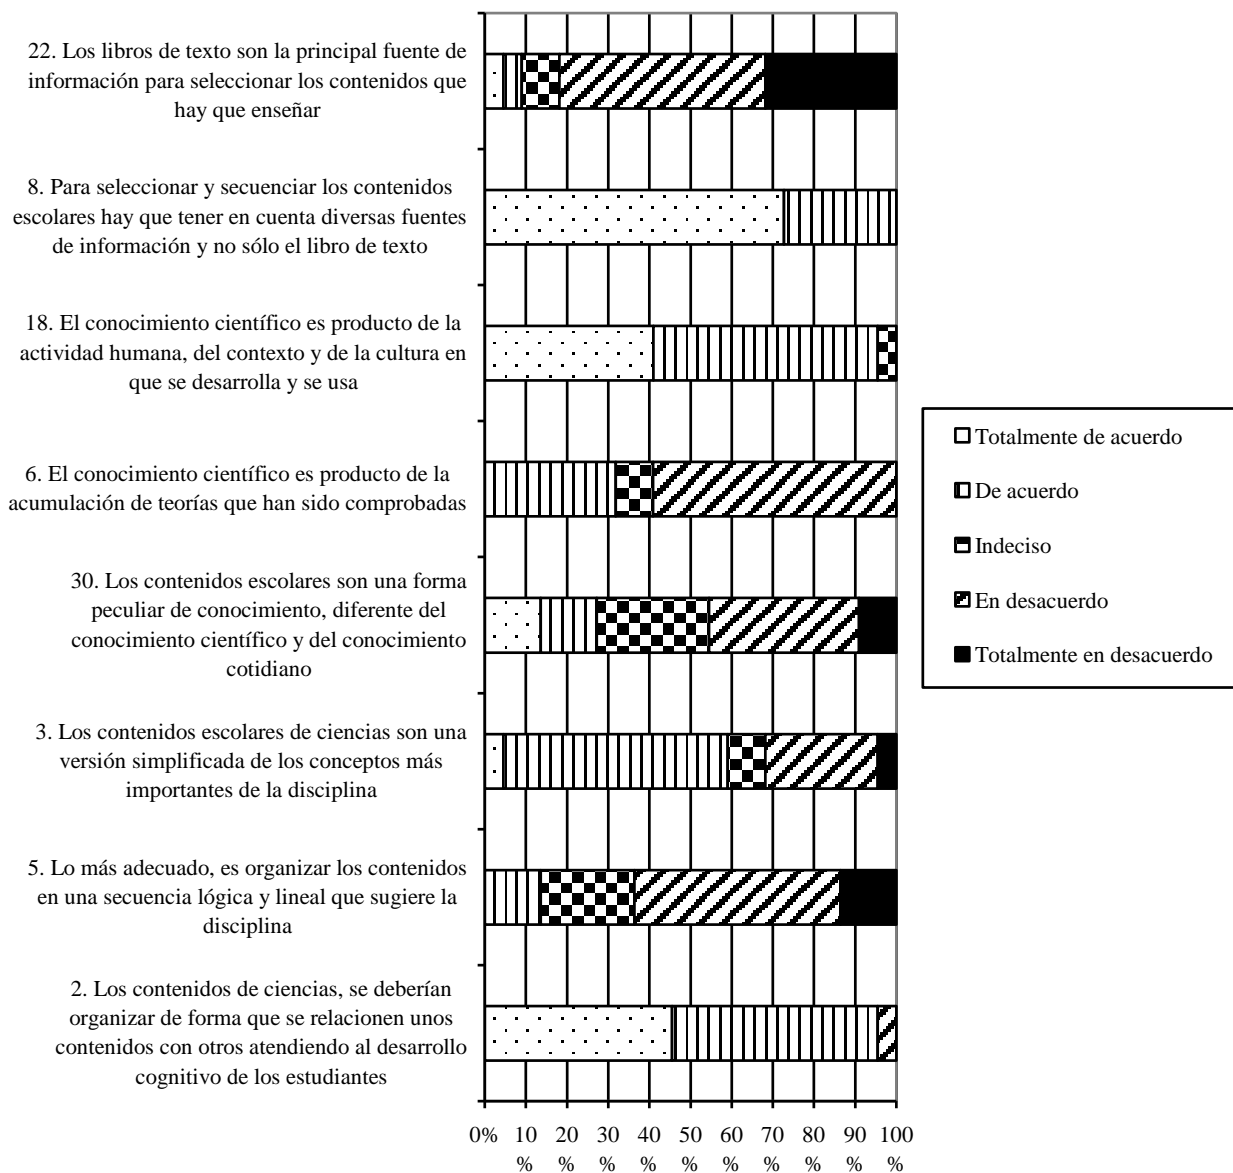 22. Los libros de texto son la principal fuente de
información para seleccionar los contenidos que
hay que enseñar
8. Para seleccionar y secuenciar los contenidos
escolares hay que tener en cuenta diversas fuentes
de información y no sólo el libro de texto
18. El conocimiento científico es producto de la
actividad humana, del contexto y de la cultura en
que se desarrolla y se usa
6. El conocimiento científico es producto de la
acumulación de teorías que han sido comprobadas
30. Los contenidos escolares son una forma
peculiar de conocimiento, diferente del
conocimiento científico y del conocimiento
cotidiano
3. Los contenidos escolares de ciencias son una
versión simplificada de los conceptos más
importantes de la disciplina
5. Lo más adecuado, es organizar los contenidos
en una secuencia lógica y lineal que sugiere la
disciplina
2. Los contenidos de ciencias, se deberían
organizar de forma que se relacionen unos
contenidos con otros atendiendo al desarrollo
cognitivo de los estudiantes
0% 10 20 30 40 50 60 70 80 90 100
% % % % % % % % % %
Totalmente de acuerdo
De acuerdo
Indeciso
En desacuerdo
Totalmente en desacuerdo